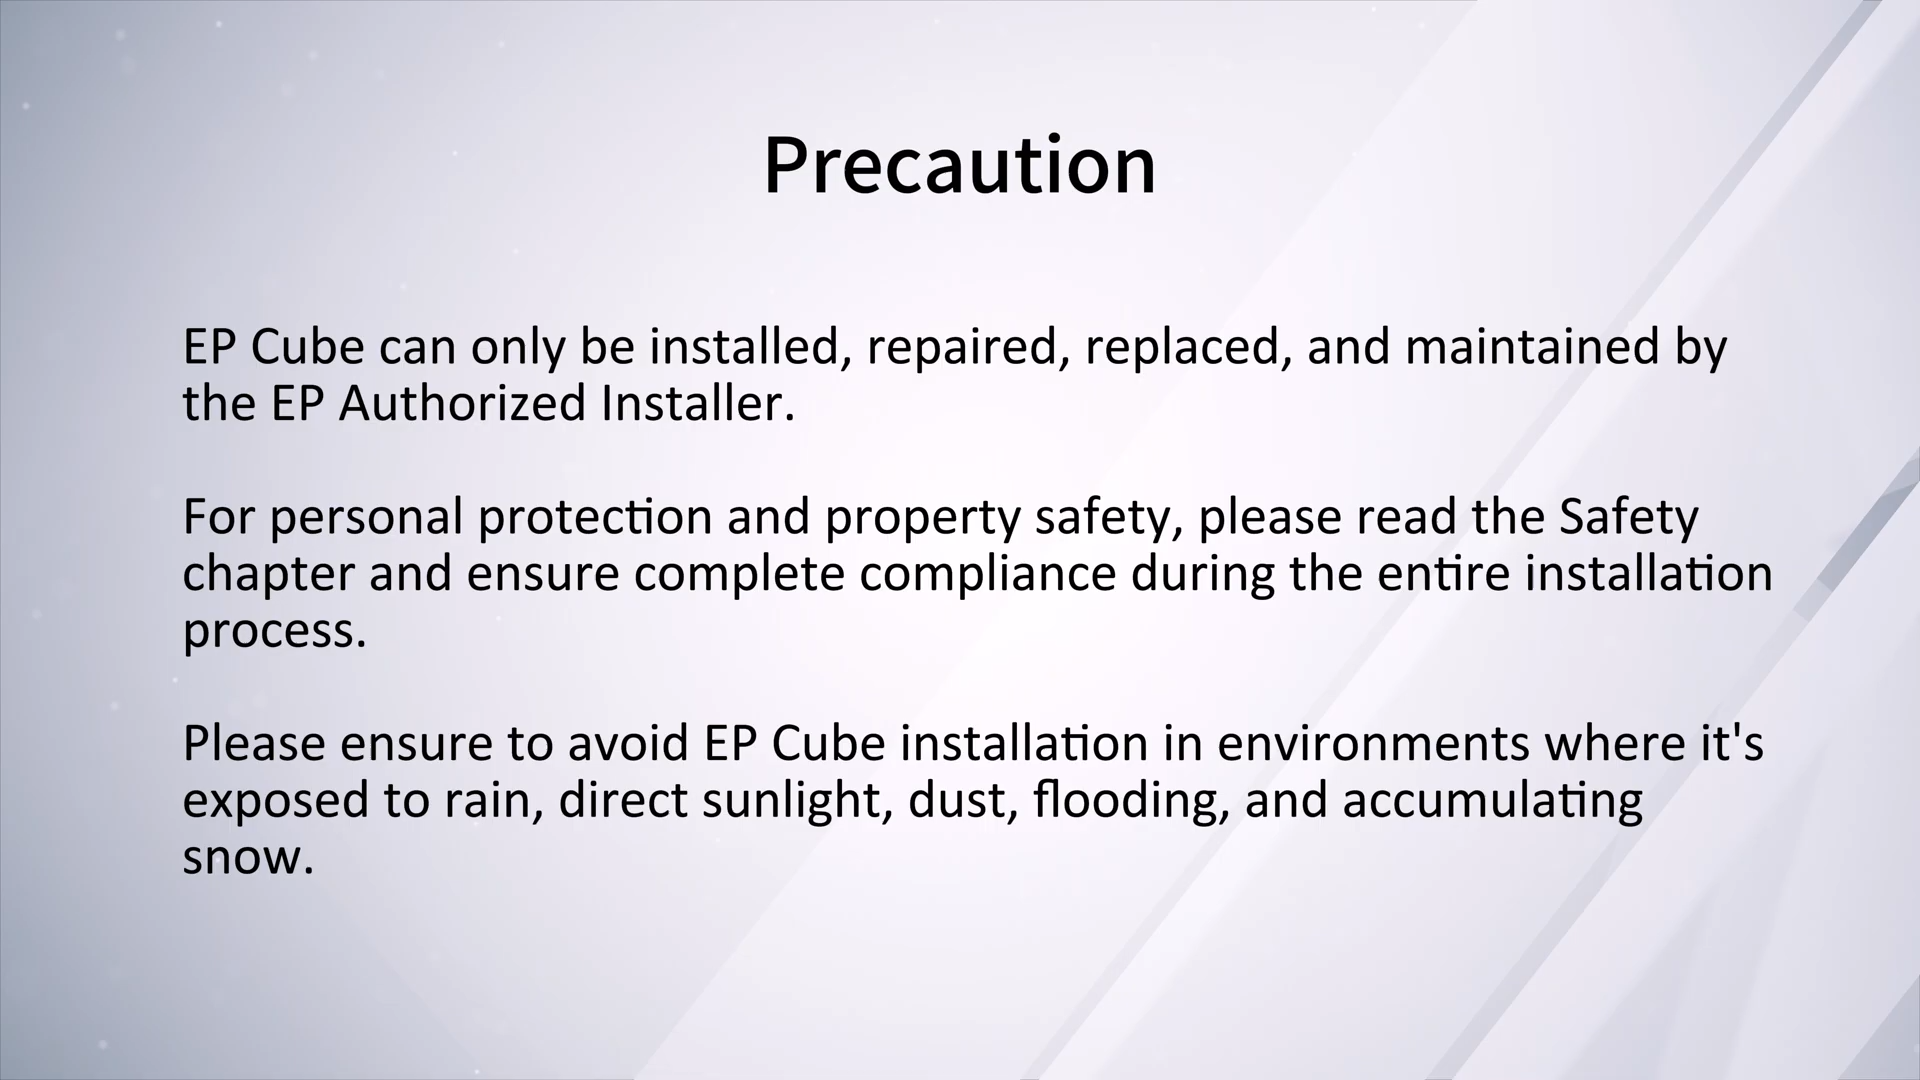 Precaution
EP Cube can only be installed, repaired, replaced, and maintained by
the EP Authorized Installer.
For personal protection and property safety, please read the Safety
chapter and ensure complete compliance during the entire installation
process.
Please ensure to avoid EP Cube installation in environments where it's
exposed to rain, direct sunlight, dust, flooding, and accumulating
snow.